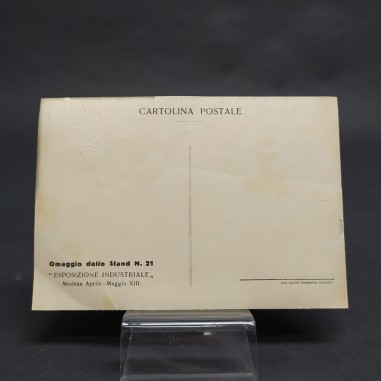 CARTOLINA POSTALE
Omaggio dello Stand N. 21
"ESPOSIZIONE INDUSTRIALE„
Modena Aprile - Maggio XIII